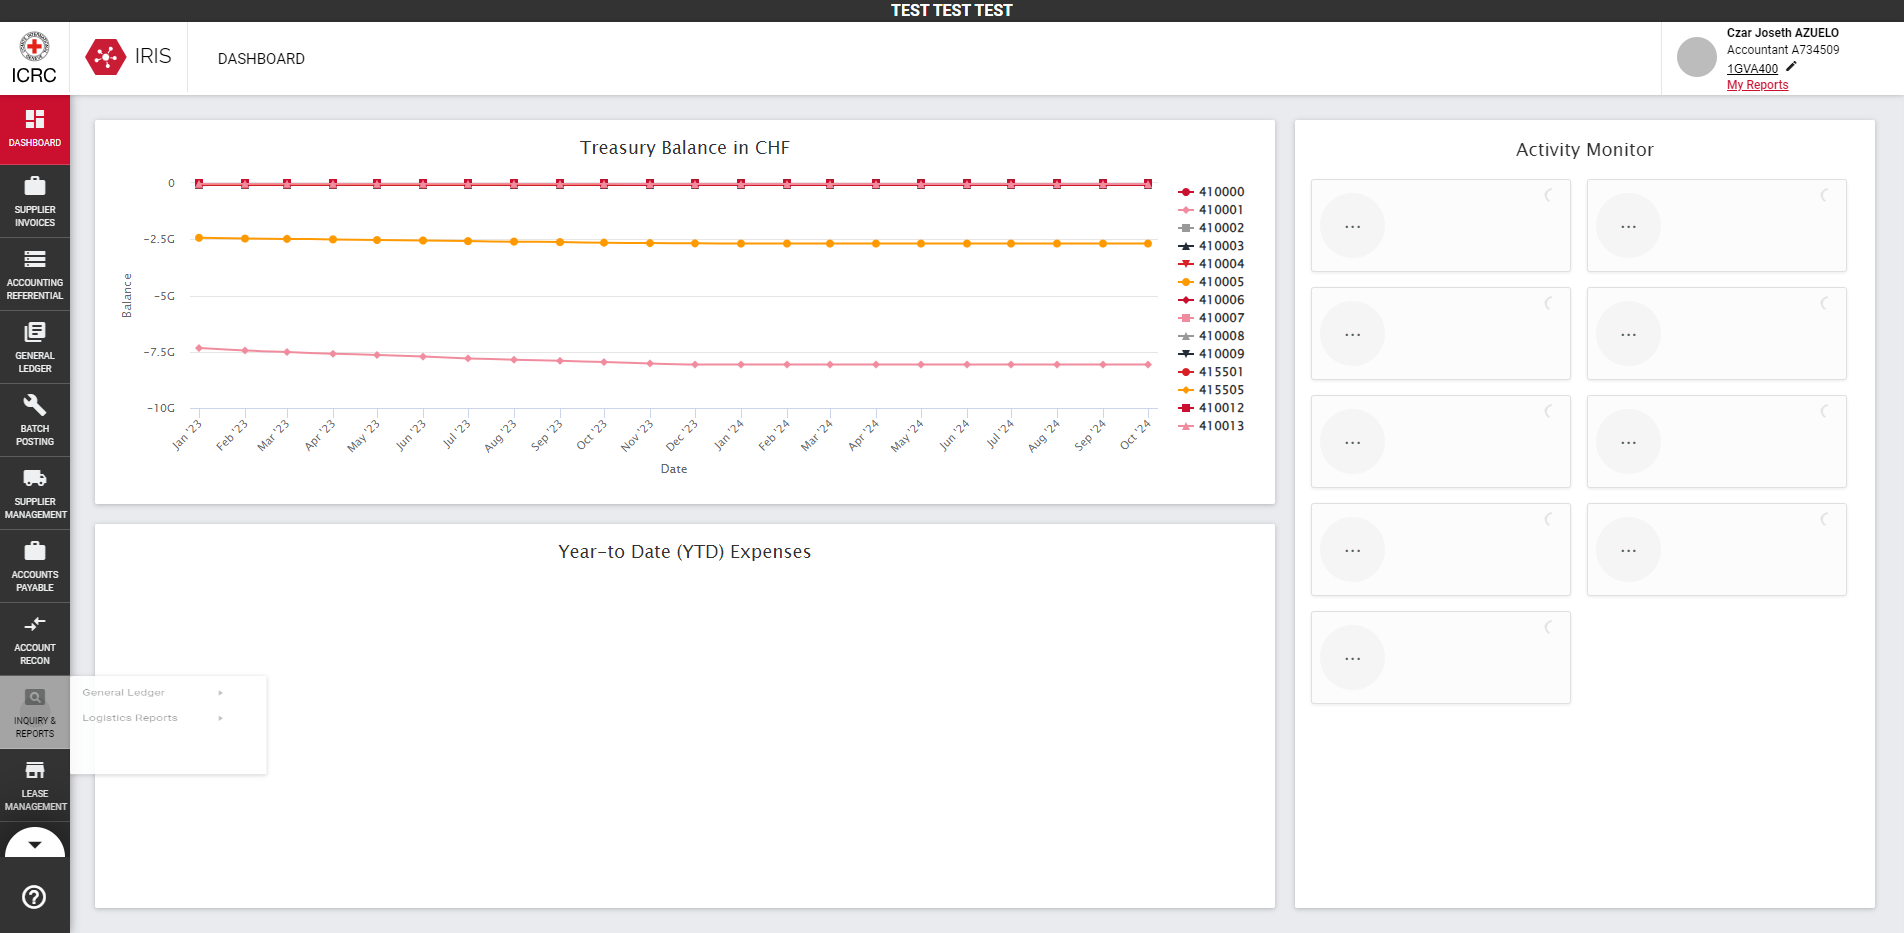 TEST TEST TEST
ICRC
IRIS
DASHBOARD
Czar Joseth AZUELO
Accountant A734509
1GVA400
My Reports
DASHBOARD
SUPPLIER
INVOICES
ACCOUNTING
REFERENTIAL
GENERAL
LEDGER
BATCH
POSTING
SUPPLIER
MANAGEMENT
ACCOUNTS
PAYABLE
ACCOUNT
RECON
INQUIRY &
REPORTS
LEASE
MANAGEMENT
General Ledger
Logistics Reports
Treasury Balance in CHF
Balance
0
−2.5G
−5G
−7.5G
−10G
Jan '23
Feb '23
Mar '23
Apr '23
May '23
Jun '23
Jul '23
Aug '23
Sep '23
Oct '23
Nov '23
Dec '23
Jan '24
Feb '24
Mar '24
Apr '24
May '24
Jun '24
Jul '24
Aug '24
Sep '24
Oct '24
Date
410000
410001
410002
410003
410004
410005
410006
410007
410008
410009
415501
415505
410012
410013
Year−to Date (YTD) Expenses
Activity Monitor
...
...
...
...
...
...
...
...
...